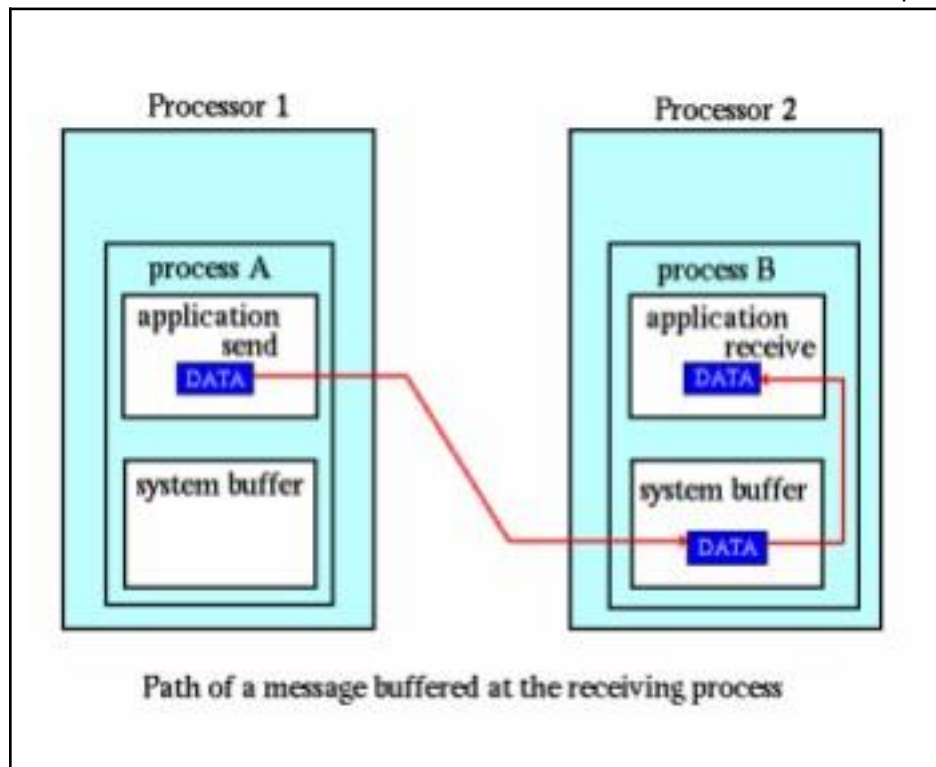 Processor 1
Processor 2
process A
application
send
DATA
system buffer
process B
application
receive
DATA
system buffer
DATA
Path of a message buffered at the receiving process